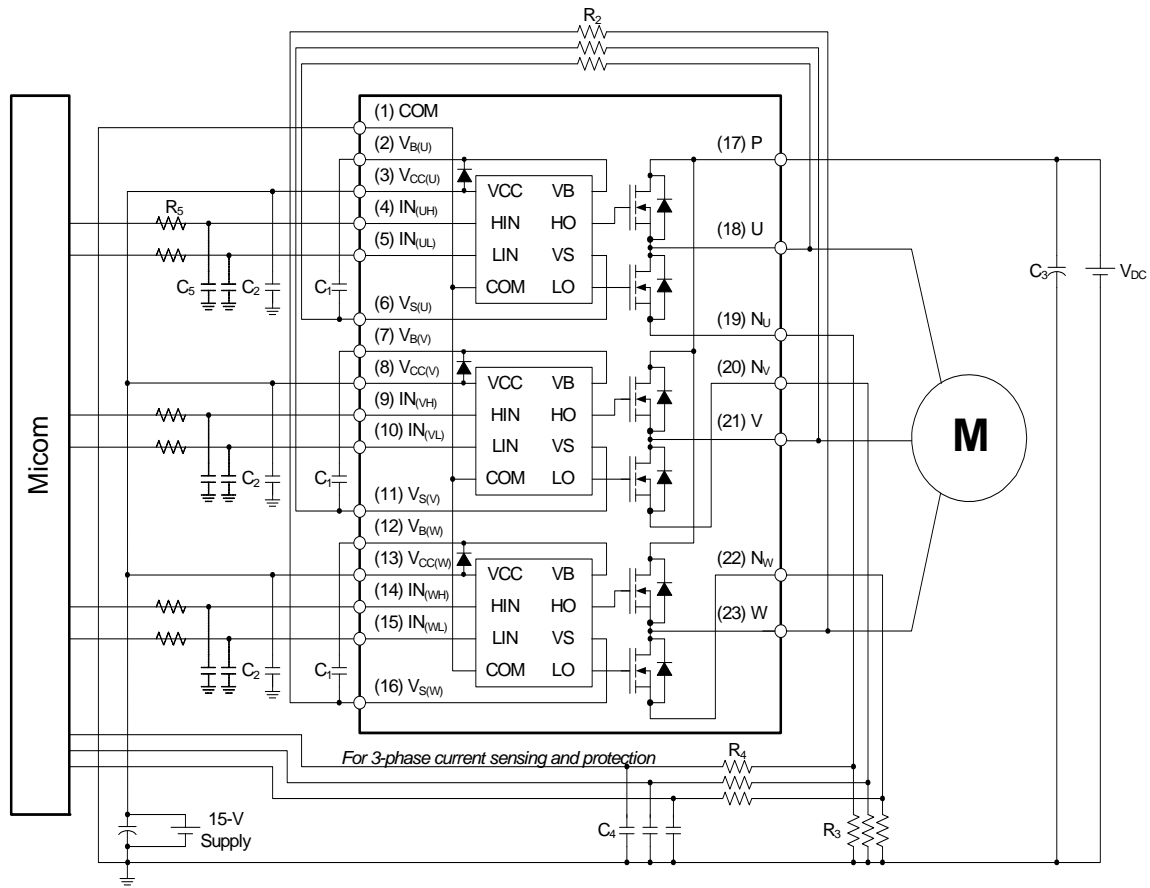 R2
Micom
(1) COM
(2) VB(U)
(3) VCC(U)
(4) IN(UH)
(5) IN(UL)
(6) VS(U)
(7) VB(V)
(8) VCC(V)
(9) IN(VH)
(10) IN(VL)
(11) VS(V)
(12) VB(W)
(13) VCC(W)
(14) IN(WH)
(15) IN(WL)
(16) VS(W)
R5
C5
C2
C1
C2
C1
C2
C1
VCC VB
HIN HO
LIN VS
COM LO
VCC VB
HIN HO
LIN VS
COM LO
VCC VB
HIN HO
LIN VS
COM LO
(17) P
(18) U
(19) NU
(20) NV
(21) V
(22) NW
(23) W
C3
VDC
M
For 3-phase current sensing and protection
R4
C4
R3
15-V
Supply